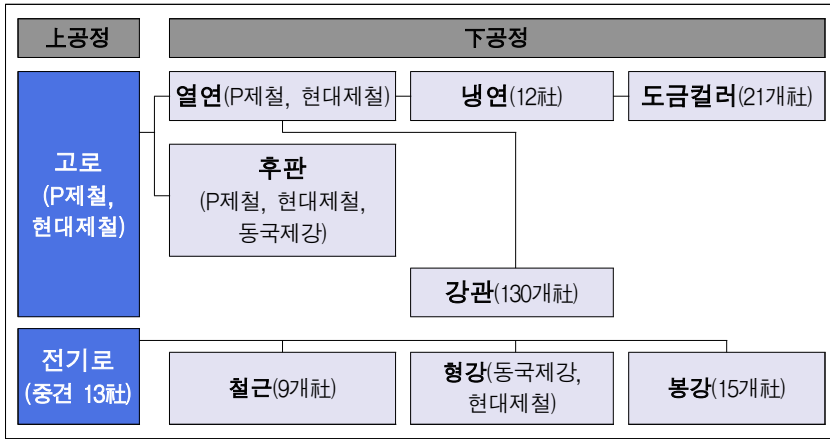 上공정
下공정
고로
(P제철,
현대제철)
열연(P제철, 현대제철)
냉연(12社)
도금컬러(21개社)
후판
(P제철, 현대제철,
동국제강)
강관(130개社)
전기로
(중견 13社)
철근(9개社)
형강(동국제강,
현대제철)
봉강(15개社)